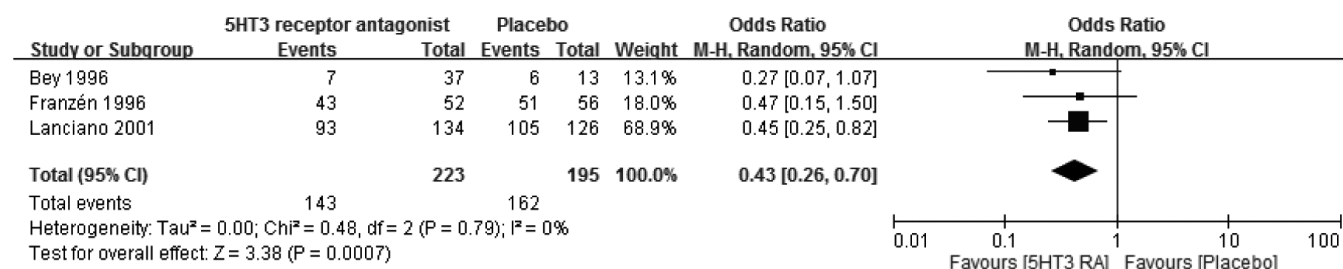 5HT3 receptor antagonist Placebo Odds Ratio Odds Ratio
Study or Subgroup Events Total Events Total Weight M-H, Random, 95% CI M-H, Random, 95% CI
Bey 1996 7 37 6 13 13.1% 0.27 [0.07, 1.07]
Franzén 1996 43 52 51 56 18.0% 0.47 [0.15, 1.50]
Lanciano 2001 93 134 105 126 68.9% 0.45 [0.25, 0.82]
Total (95% CI) 223 195 100.0% 0.43 [0.26, 0.70]
Total events 143 162
Heterogeneity: Tau² = 0.00; Chi² = 0.48, df = 2 (P = 0.79); I² = 0%
Test for overall effect: Z = 3.38 (P = 0.0007)
0.01 0.1 1 10 100
Favours [5HT3 RA] Favours [Placebo]